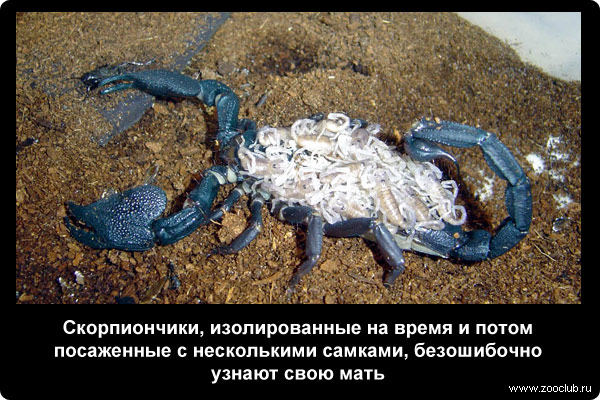 Скорпиончики, изолированные на время и потом
посаженные с несколькими самками, безошибочно
узнают свою мать
www.zooclub.ru